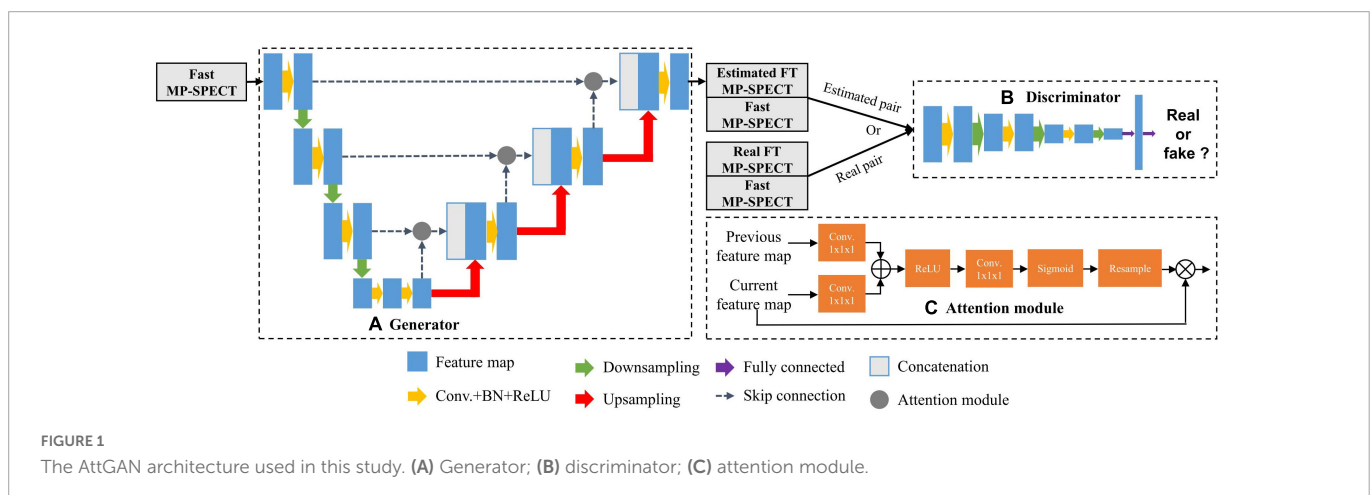 Fast
MP-SPECT
A Generator
Estimated FT
MP-SPECT
Fast
MP-SPECT
Real FT
MP-SPECT
Fast
MP-SPECT
Estimated pair
Or
Real pair
B Discriminator
Real
or
fake ?
Previous
feature map
Current
feature map
Conv.
1x1x1
Conv.
1x1x1
ReLU
Conv.
1x1x1
Sigmoid
Resample
C Attention module
Feature map
Downsampling
Fully connected
Concatenation
Conv.+BN+ReLU
Upsampling
Skip connection
Attention module
FIGURE 1
The AttGAN architecture used in this study. (A) Generator; (B) discriminator; (C) attention module.